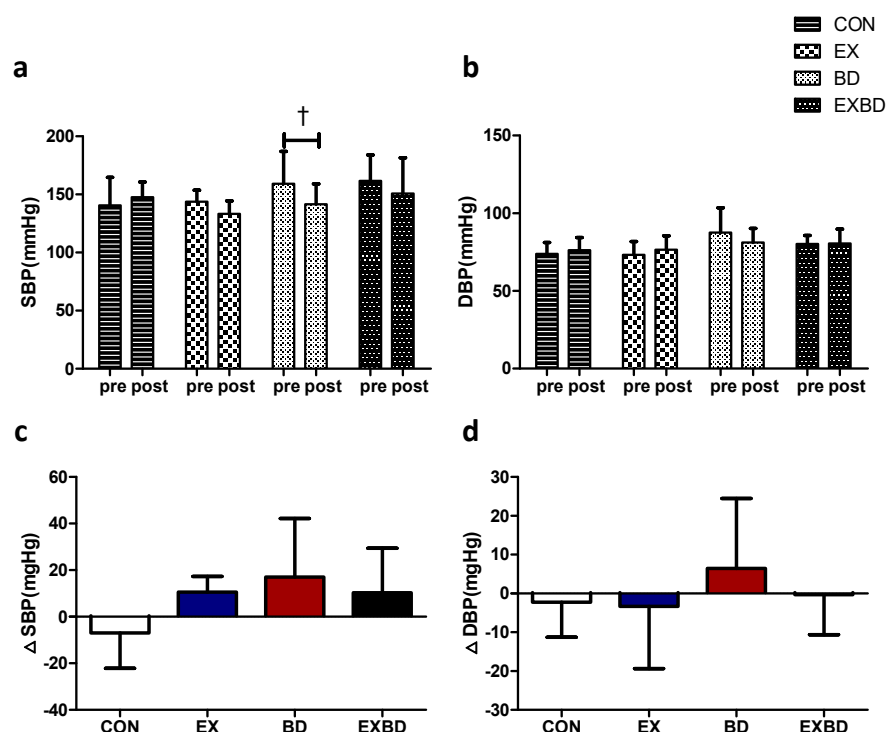 CON
EX
BD
EXBD
a
†
SBP(mmHg)
200
150
100
50
0
pre post pre post pre post pre post
b
DBP(mmHg)
150
100
50
0
pre post pre post pre post pre post
c
Δ SBP(mgHg)
60
40
20
0
-20
-40
CON EX BD EXBD
d
Δ DBP(mgHg)
30
20
10
0
-10
-20
-30
CON EX BD EXBD